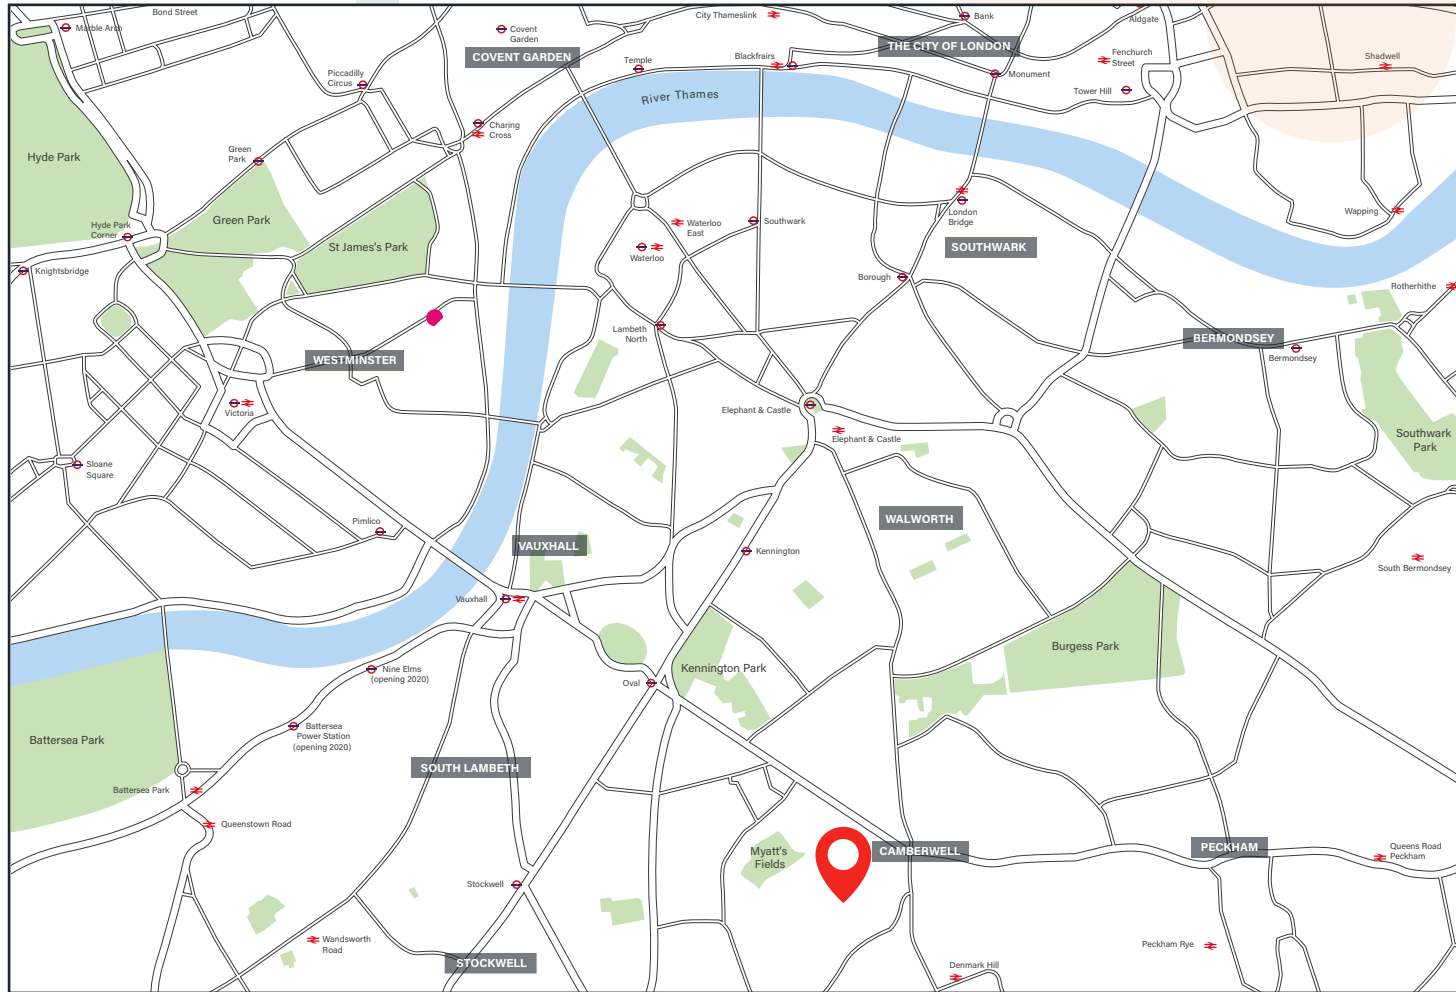 Bond Street
Marble Arch
Covent
Garden
COVENT GARDEN
City Thameslink
Bank
Aldgate
THE CITY OF LONDON
Fenchurch
Street
Shadwell
Piccadilly
Circus
Temple
Blackfriars
Monument
Tower Hill
River Thames
Charing
Cross
Hyde Park
Green
Park
Green Park
St James's Park
Hyde Park
Corner
Knightsbridge
Waterloo
East
Waterloo
Southwark
London
Bridge
SOUTHWARK
Wapping
Borough
Rotherhithe
Lambeth
North
WESTMINSTER
BERMONDSEY
Bermondsey
Victoria
Elephant & Castle
Elephant & Castle
Southwark
Park
Sloane
Square
Pimlico
VAUXHALL
WALWORTH
Kennington
South Bermondsey
Vauxhall
Nine Elms
(opening 2020)
Oval
Kennington Park
Burgess Park
Battersea
Power Station
(opening 2020)
Battersea Park
SOUTH LAMBETH
Battersea Park
Queenstown Road
Myatt's
Fields
CAMBERWELL
PECKHAM
Queens Road
Peckham
Stockwell
Wandsworth
Road
STOCKWELL
Peckham Rye
Denmark Hill